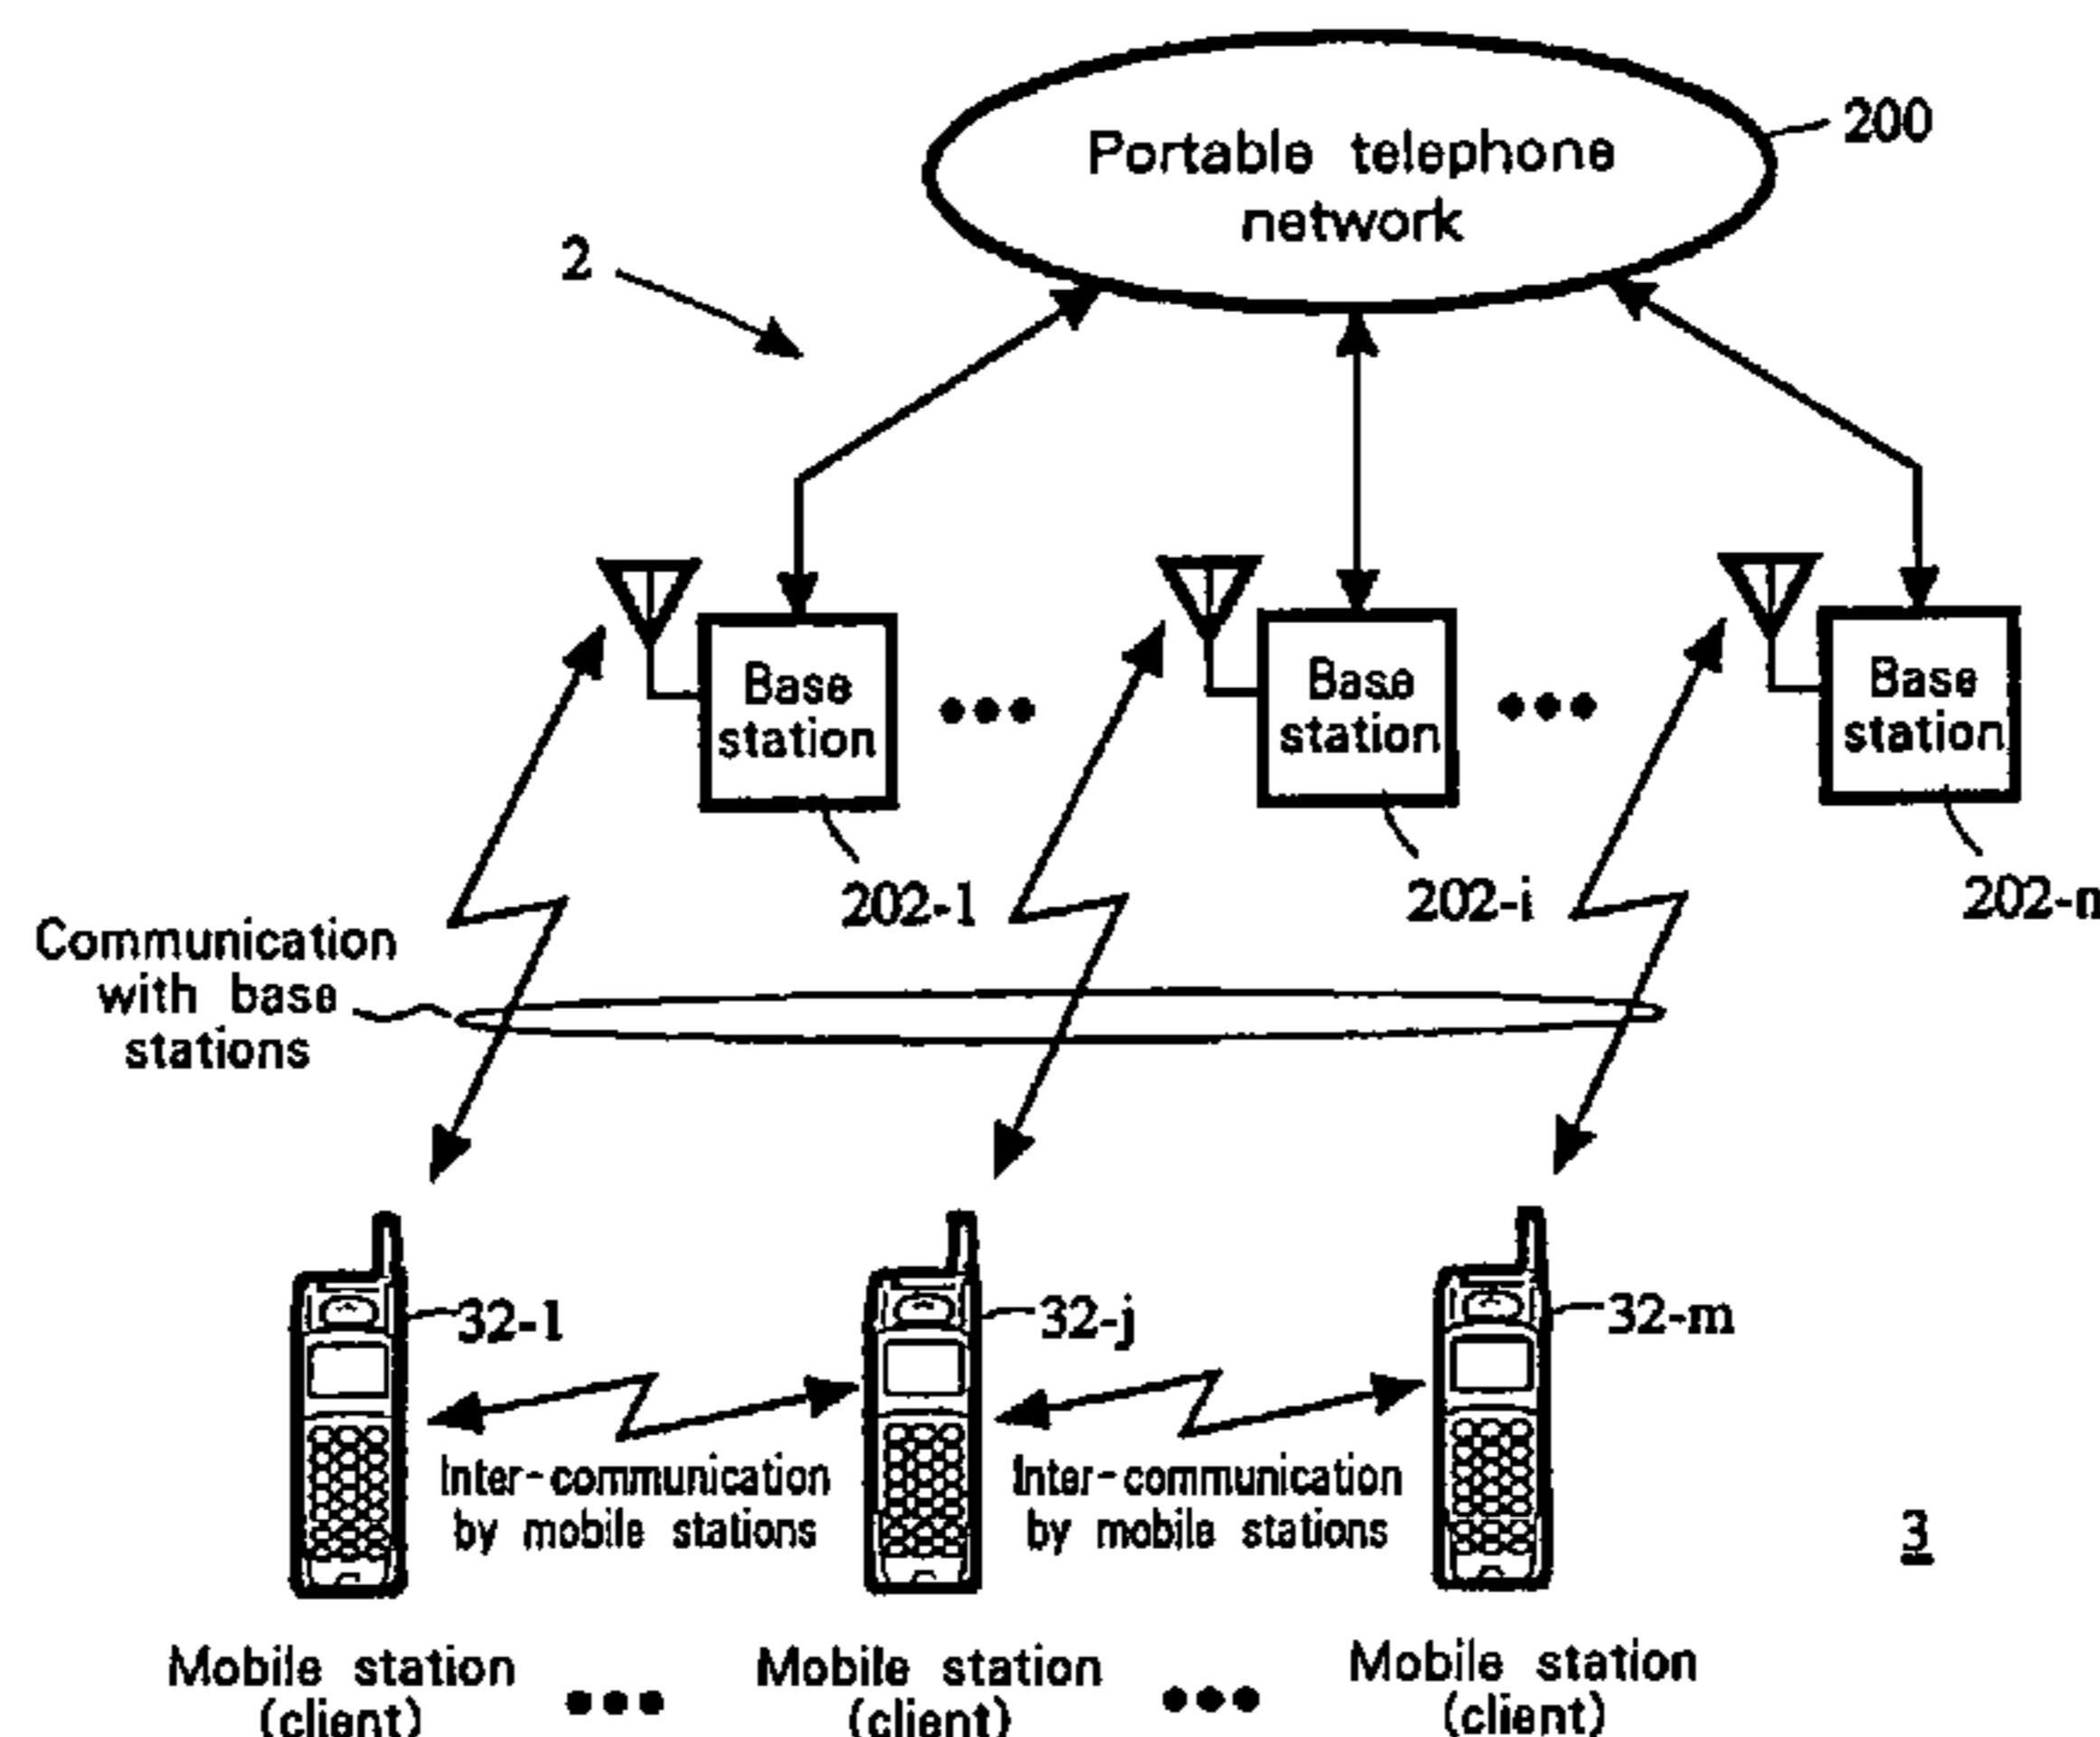 Portable telephone
network
200
2
Base
station
Base
station
Base
station
202-1
202-i
202-n
Communication
with base
stations
32-1
32-j
32-m
Inter-communication
by mobile stations
Inter-communication
by mobile stations
3
Mobile station
(client)
Mobile station
(client)
Mobile station
(client)